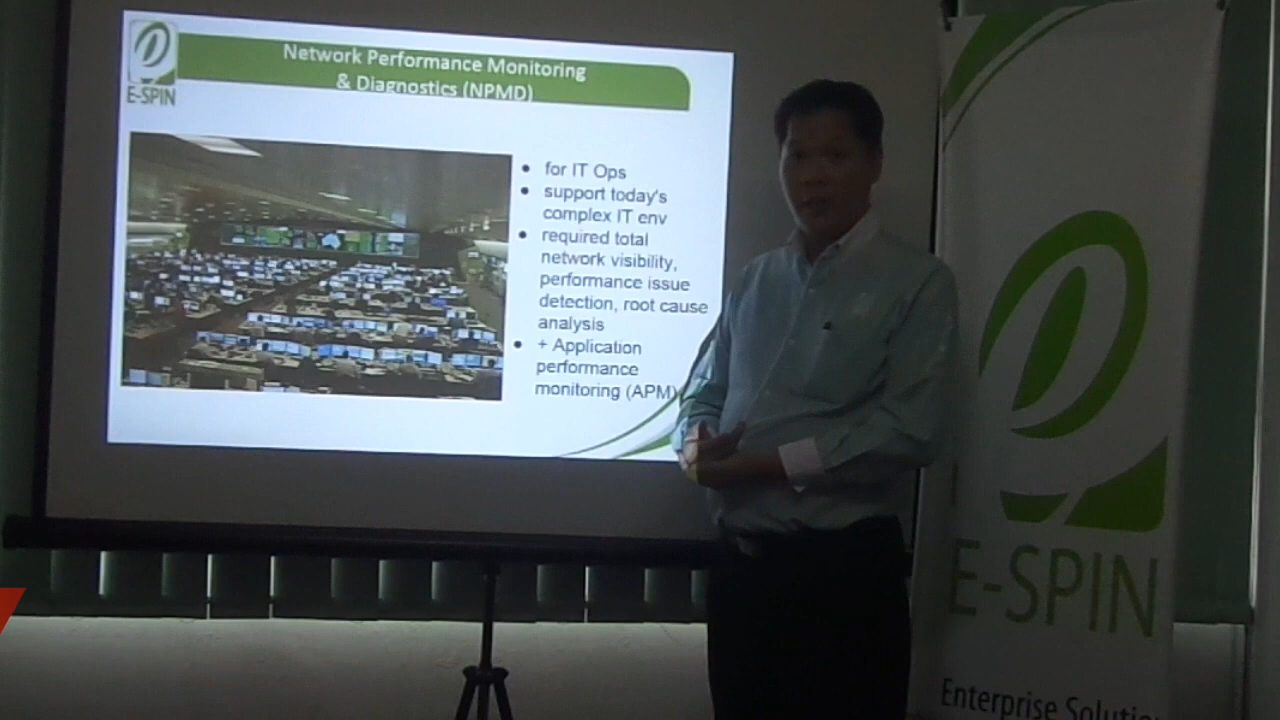 Network Performance Monitoring
& Diagnostics (NPMD)
E-SPIN
• for IT Ops
• support today's
complex IT env
• required total
network visibility,
performance issue
detection, root cause
analysis
• + Application
performance
monitoring (APM)
E-SPIN
Enterprise